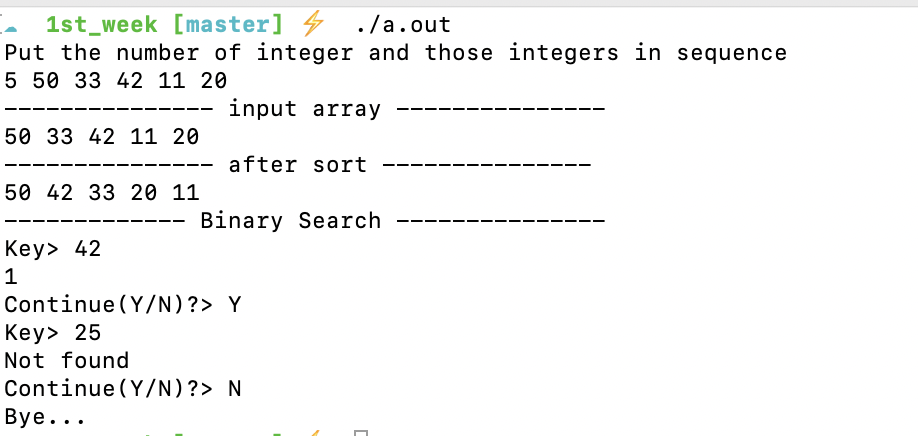 1st_week [master] ⚡ ./a.out
Put the number of integer and those integers in sequence
5 50 33 42 11 20
--------------- input array ---------------
50 33 42 11 20
--------------- after sort ---------------
50 42 33 20 11
------------- Binary Search ---------------
Key> 42
1
Continue(Y/N)?> Y
Key> 25
Not found
Continue(Y/N)?> N
Bye...